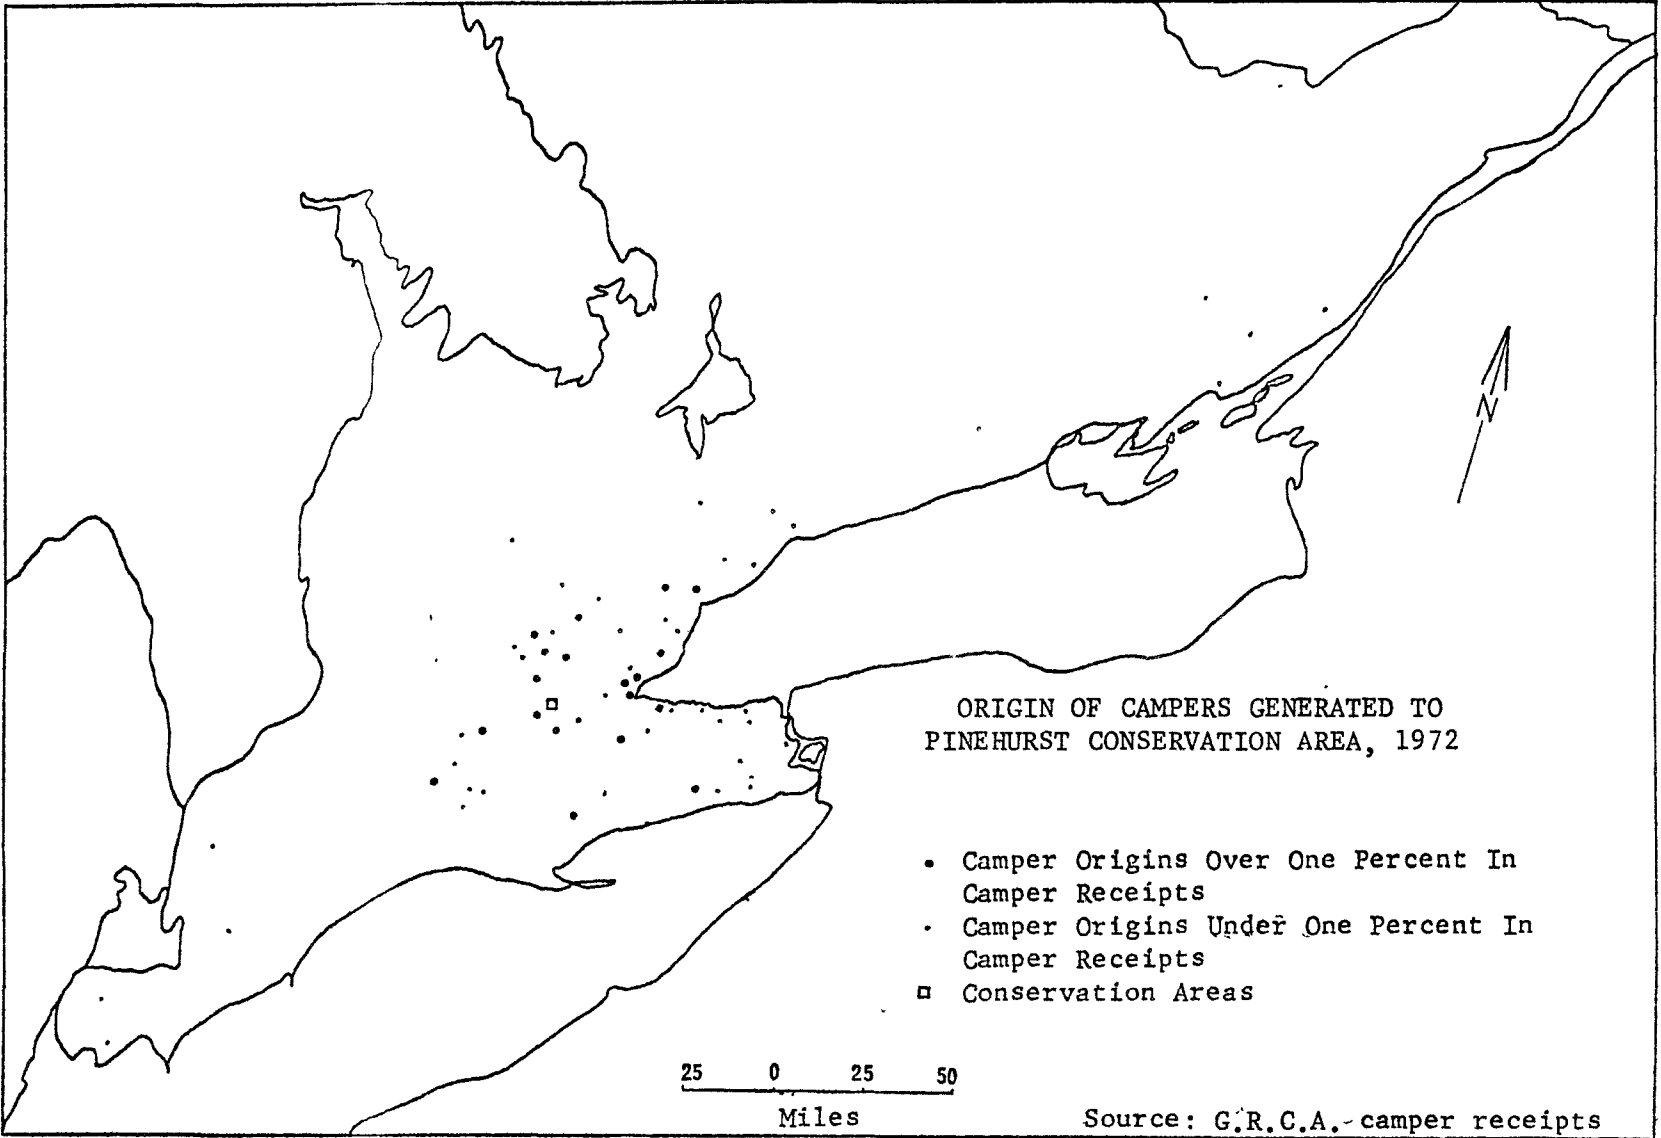 N
ORIGIN OF CAMPERS GENERATED TO
PINEHURST CONSERVATION AREA, 1972
Camper Origins Over One Percent In
Camper Receipts
Camper Origins Under One Percent In
Camper Receipts
Conservation Areas
25 0 25 50
Miles
Source: G.R.C.A. camper receipts